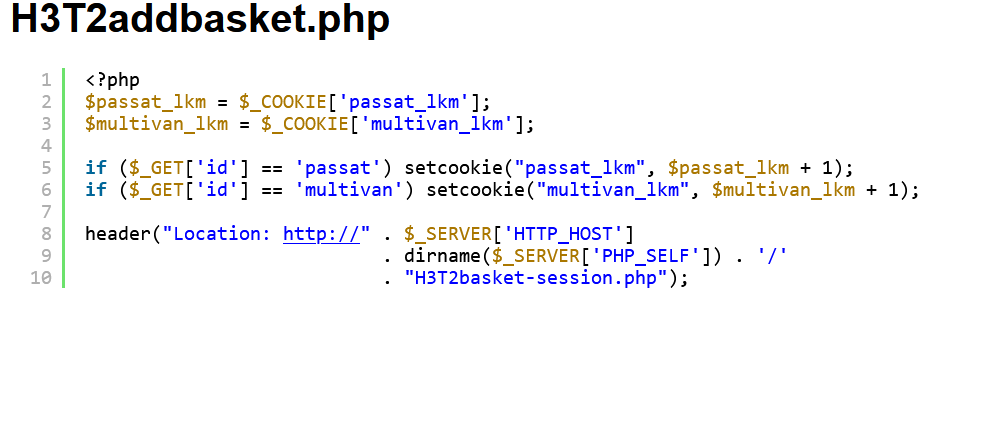 H3T2addbasket.php
1 <?php
2 $passat_lkm = $_COOKIE['passat_lkm'];
3 $multivan_lkm = $_COOKIE['multivan_lkm'];
4
5 if ($_GET['id'] == 'passat') setcookie("passat_lkm", $passat_lkm + 1);
6 if ($_GET['id'] == 'multivan') setcookie("multivan_lkm", $multivan_lkm + 1);
7
8 header("Location: http://" . $_SERVER['HTTP_HOST']
9 . dirname($_SERVER['PHP_SELF']) . '/'
10 . "H3T2basket-session.php");